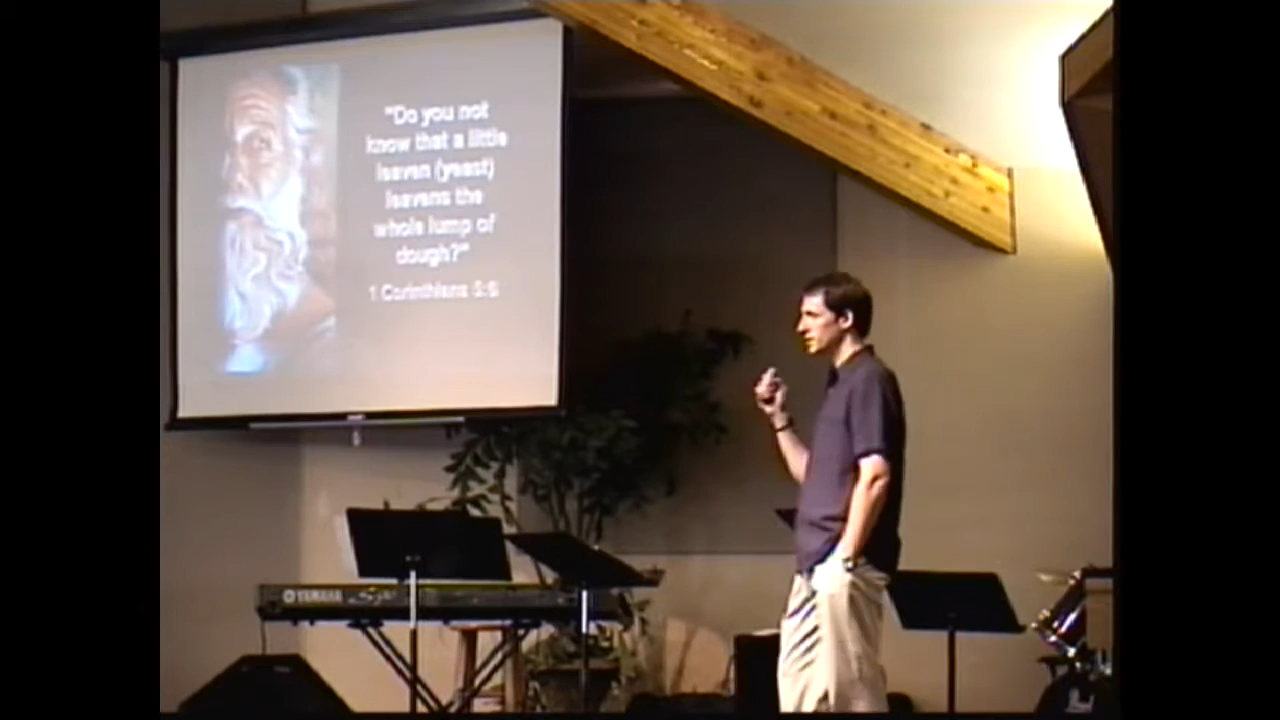 "Do you not
know that a little
leaven (yeast)
leavens the
whole lump of
dough?"
1 Corinthians 5:6
YAMAHA